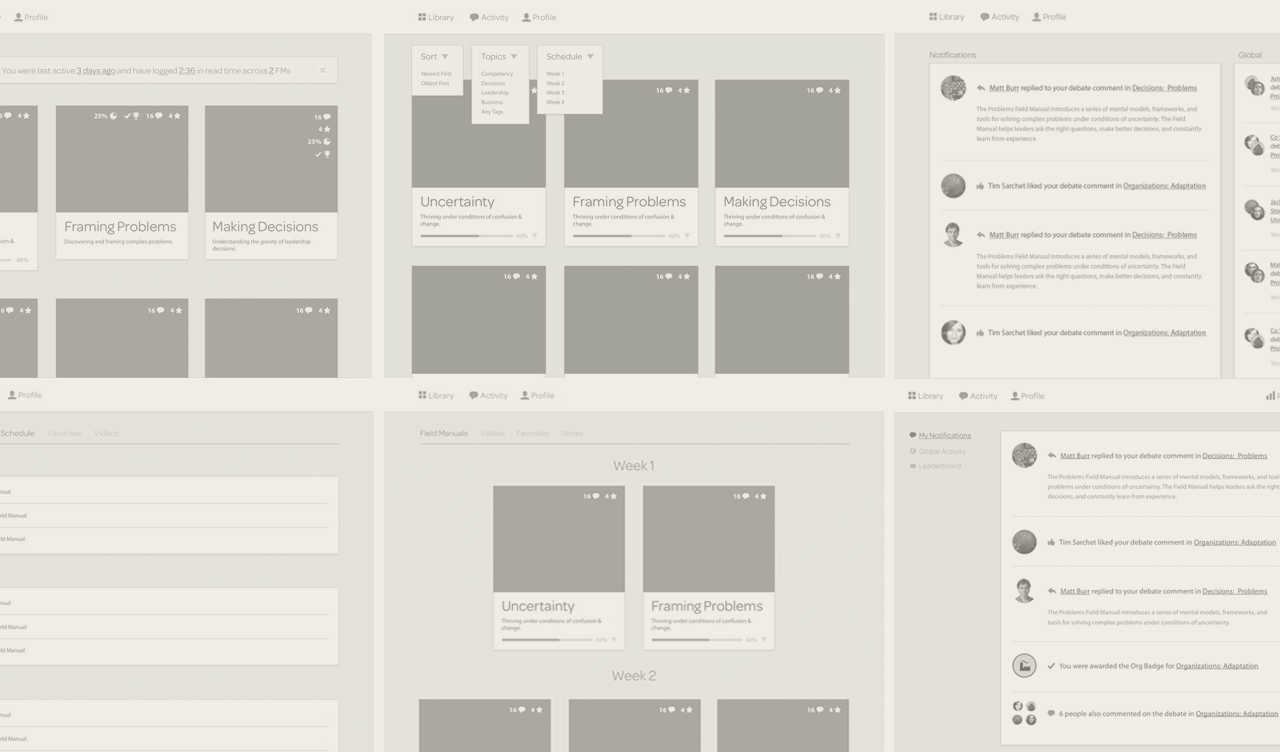 Profile
You were last active 3 days ago and have logged 2:36 in read time across 2 FMs
4
25% 16 4
16
4
25%
Framing Problems
Discovering and framing complex problems.
Making Decisions
Understanding the gravity of leadership
decisions.
60%
4
16 4
16 4
Library Activity Profile
Sort Topics Schedule
Newest First
Oldest First
Competency
Decisions
Leadership
Business
Any Tags
Week 1
Week 2
Week 3
Week 4
16 4
16 4
Uncertainty
Thriving under conditions of confusion &
change.
60%
Framing Problems
Thriving under conditions of confusion &
change.
60%
Making Decisions
Thriving under conditions of confusion &
change.
60%
16 4
16 4
16 4
Library Activity Profile
Notifications
Global
Matt Burr replied to your debate comment in Decisions: Problems
The Problems Field Manual introduces a series of mental models, frameworks, and
tools for solving complex problems under conditions of uncertainty. The Field
Manual helps leaders ask the right questions, make better decisions, and constantly
learn from experience.
Tim Sarchet liked your debate comment in Organizations: Adaptation
Matt Burr replied to your debate comment in Decisions: Problems
The Problems Field Manual introduces a series of mental models, frameworks, and
tools for solving complex problems under conditions of uncertainty. The Field
Manual helps leaders ask the right questions, make better decisions, and constantly
learn from experience.
Tim Sarchet liked your debate comment in Organizations: Adaptation
Profile
Schedule Favorites Videos
Library Activity Profile
Field Manuals Videos Favorites Notes
Week 1
16 4
16 4
Uncertainty
Thriving under conditions of confusion &
change.
60%
Framing Problems
Thriving under conditions of confusion &
change.
60%
Week 2
16 4
16 4
16 4
Library Activity Profile
My Notifications
Global Activity
Leaderboard
Matt Burr replied to your debate comment in Decisions: Problems
The Problems Field Manual introduces a series of mental models, frameworks, and
problems under conditions of uncertainty. The Field Manual helps leaders ask the right
decisions, and constantly learn from experience.
Tim Sarchet liked your debate comment in Organizations: Adaptation
Matt Burr replied to your debate comment in Decisions: Problems
The Problems Field Manual introduces a series of mental models, frameworks, and
tools for solving complex problems under conditions of uncertainty.
You were awarded the Org Badge for Organizations: Adaptation
6 people also commented on the debate in Organizations: Adaptation